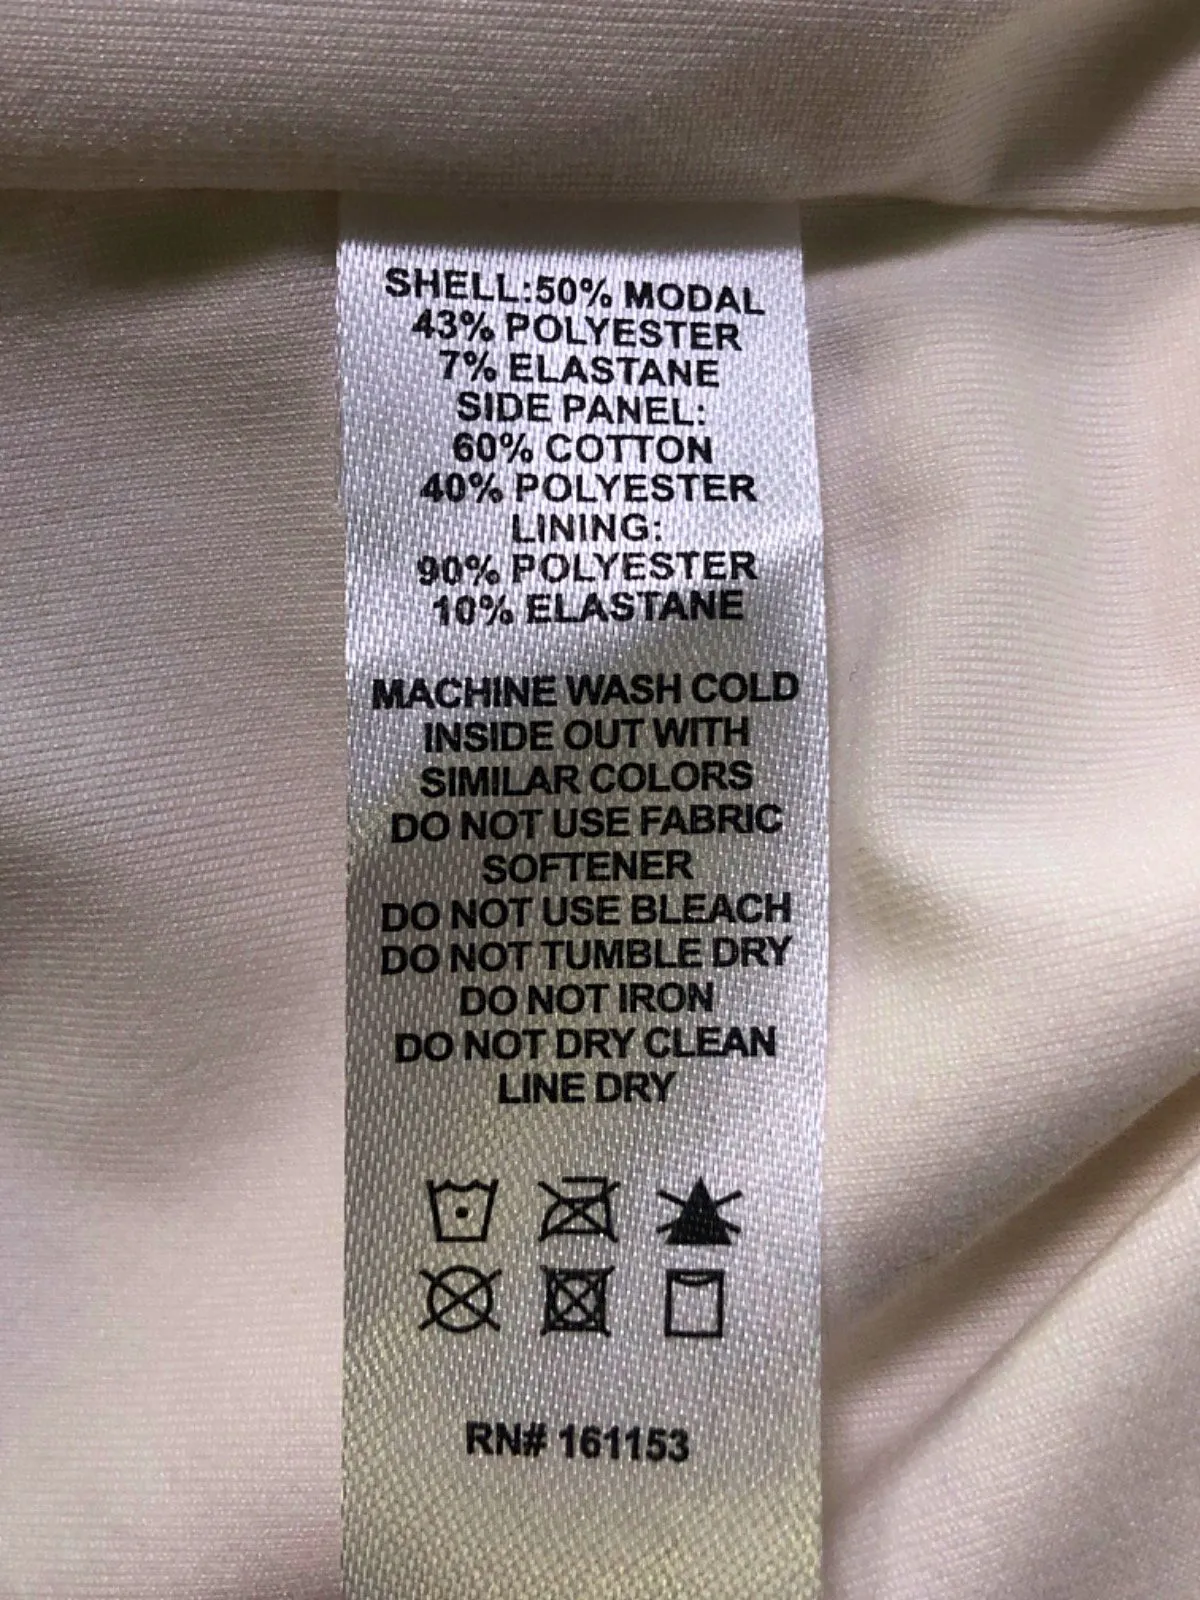 SHELL:50% MODAL
43% POLYESTER
7% ELASTANE
SIDE PANEL:
60% COTTON
40% POLYESTER
LINING:
90% POLYESTER
10% ELASTANE
MACHINE WASH COLD
INSIDE OUT WITH
SIMILAR COLORS
DO NOT USE FABRIC
SOFTENER
DO NOT USE BLEACH
DO NOT TUMBLE DRY
DO NOT IRON
DO NOT DRY CLEAN
LINE DRY
RN# 161153